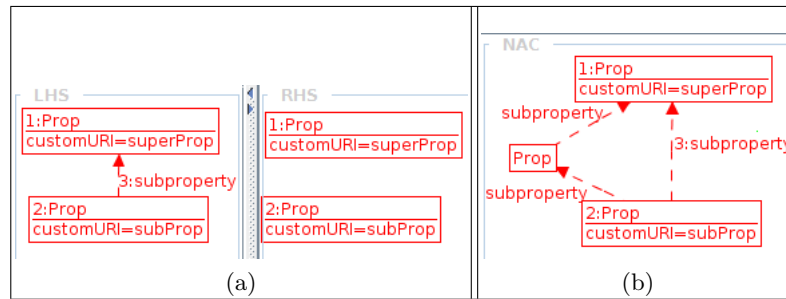 LHS
1:Prop
customURI=superProp
3:subproperty
2:Prop
customURI=subProp
RHS
1:Prop
customURI=superProp
2:Prop
customURI=subProp
(a)
NAC
1:Prop
customURI=superProp
subproperty
Prop
3:subproperty
subproperty
2:Prop
customURI=subProp
(b)